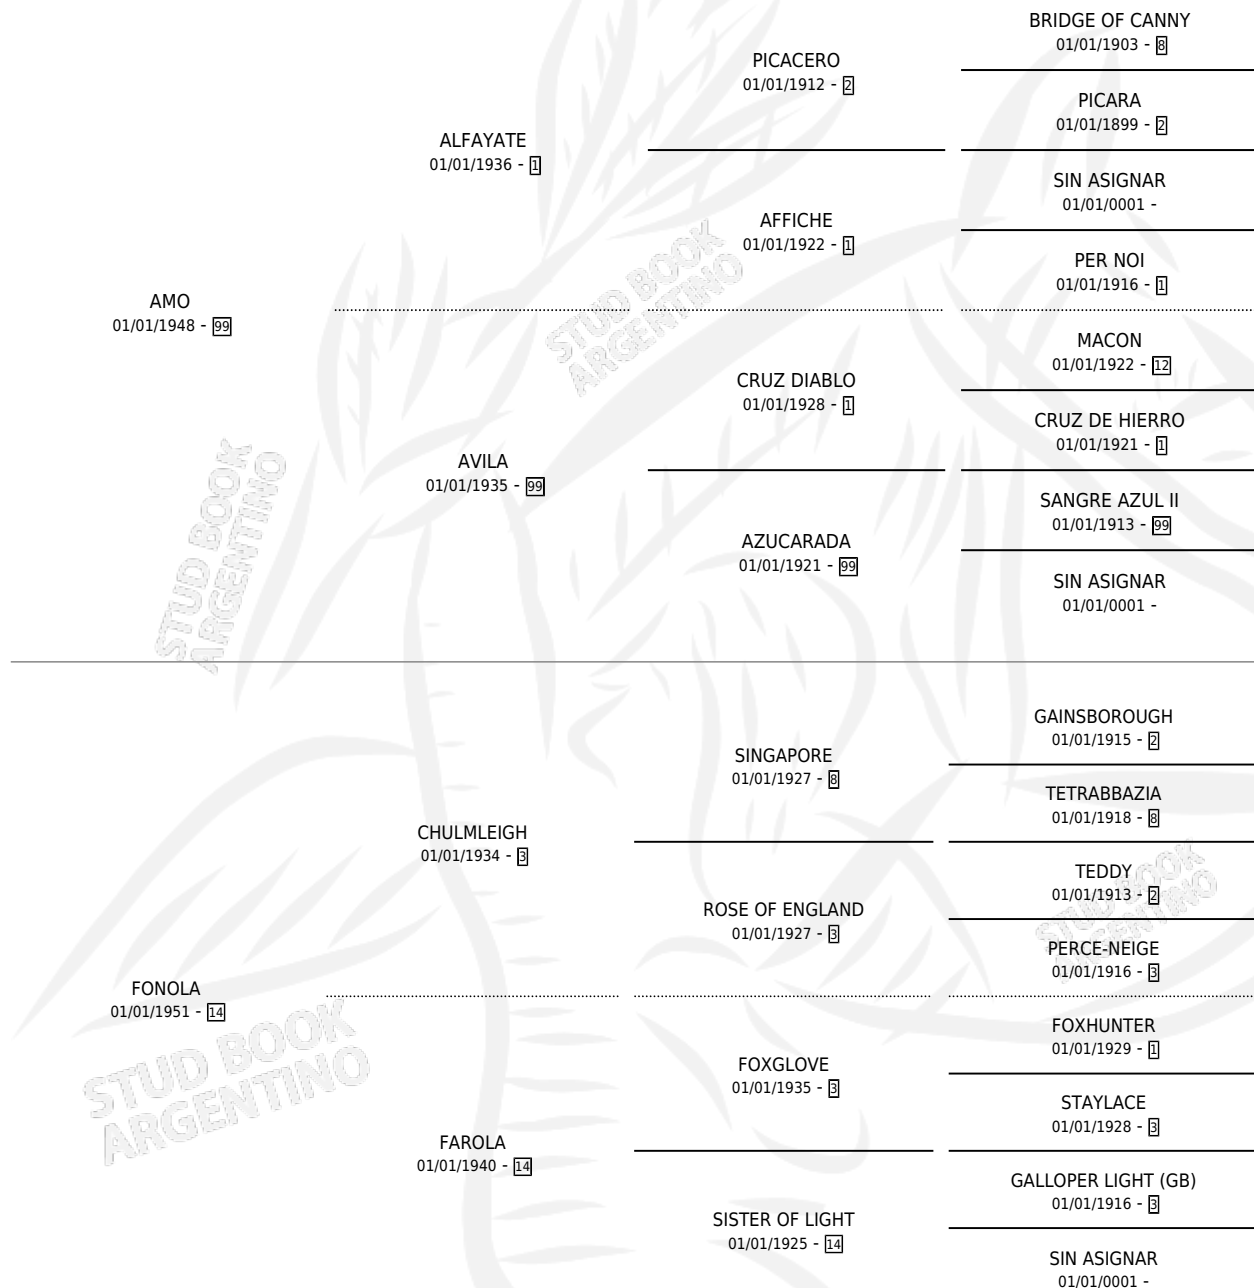 BRIDGE OF CANNY
01/01/1903 - 8
PICACERO
01/01/1912 - 2
PICARA
01/01/1899 - 2
ALFAYATE
01/01/1936 - 1
SIN ASIGNAR
01/01/0001 -
AFFICHE
01/01/1922 - 1
PER NOI
01/01/1916 - 1
AMO
01/01/1948 - 99
MACON
01/01/1922 - 12
CRUZ DIABLO
01/01/1928 - 1
CRUZ DE HIERRO
01/01/1921 - 1
AVILA
01/01/1935 - 99
SANGRE AZUL II
01/01/1913 - 99
AZUCARADA
01/01/1921 - 99
SIN ASIGNAR
01/01/0001 -
STUD BOOK
ARGENTINO
STUD BOOK
ARGENTINO
GAINSBOROUGH
01/01/1915 - 2
SINGAPORE
01/01/1927 - 8
TETRABBAZIA
01/01/1918 - 8
CHULMLEIGH
01/01/1934 - 3
TEDDY
01/01/1913 - 2
ROSE OF ENGLAND
01/01/1927 - 3
PERCE-NEIGE
01/01/1916 - 3
FONOLA
01/01/1951 - 14
FOXHUNTER
01/01/1929 - 1
FOXGLOVE
01/01/1935 - 3
STAYLACE
01/01/1928 - 3
FAROLA
01/01/1940 - 14
GALLOPER LIGHT (GB)
01/01/1916 - 3
SISTER OF LIGHT
01/01/1925 - 14
SIN ASIGNAR
01/01/0001 -
STUD BOOK
ARGENTINO
STUD BOOK
ARGENTINO